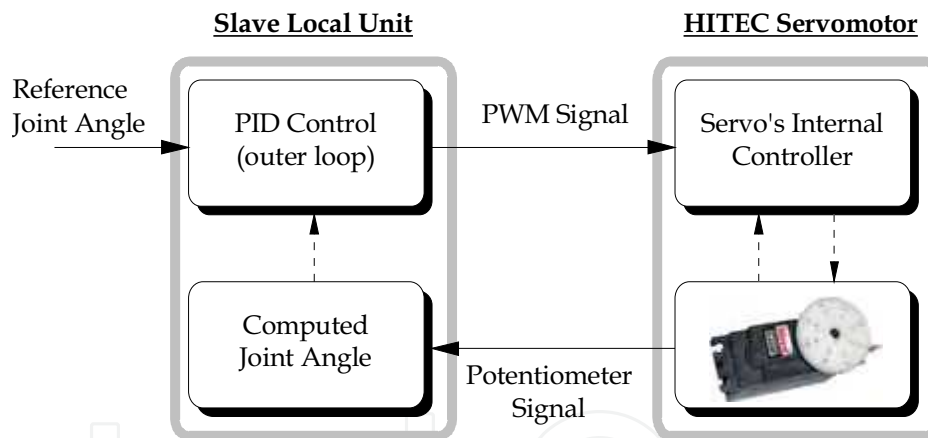 Slave Local Unit
HITEC Servomotor
Reference
Joint Angle
PID Control
(outer loop)
PWM Signal
Servo's Internal
Controller
Computed
Joint Angle
Potentiometer
Signal